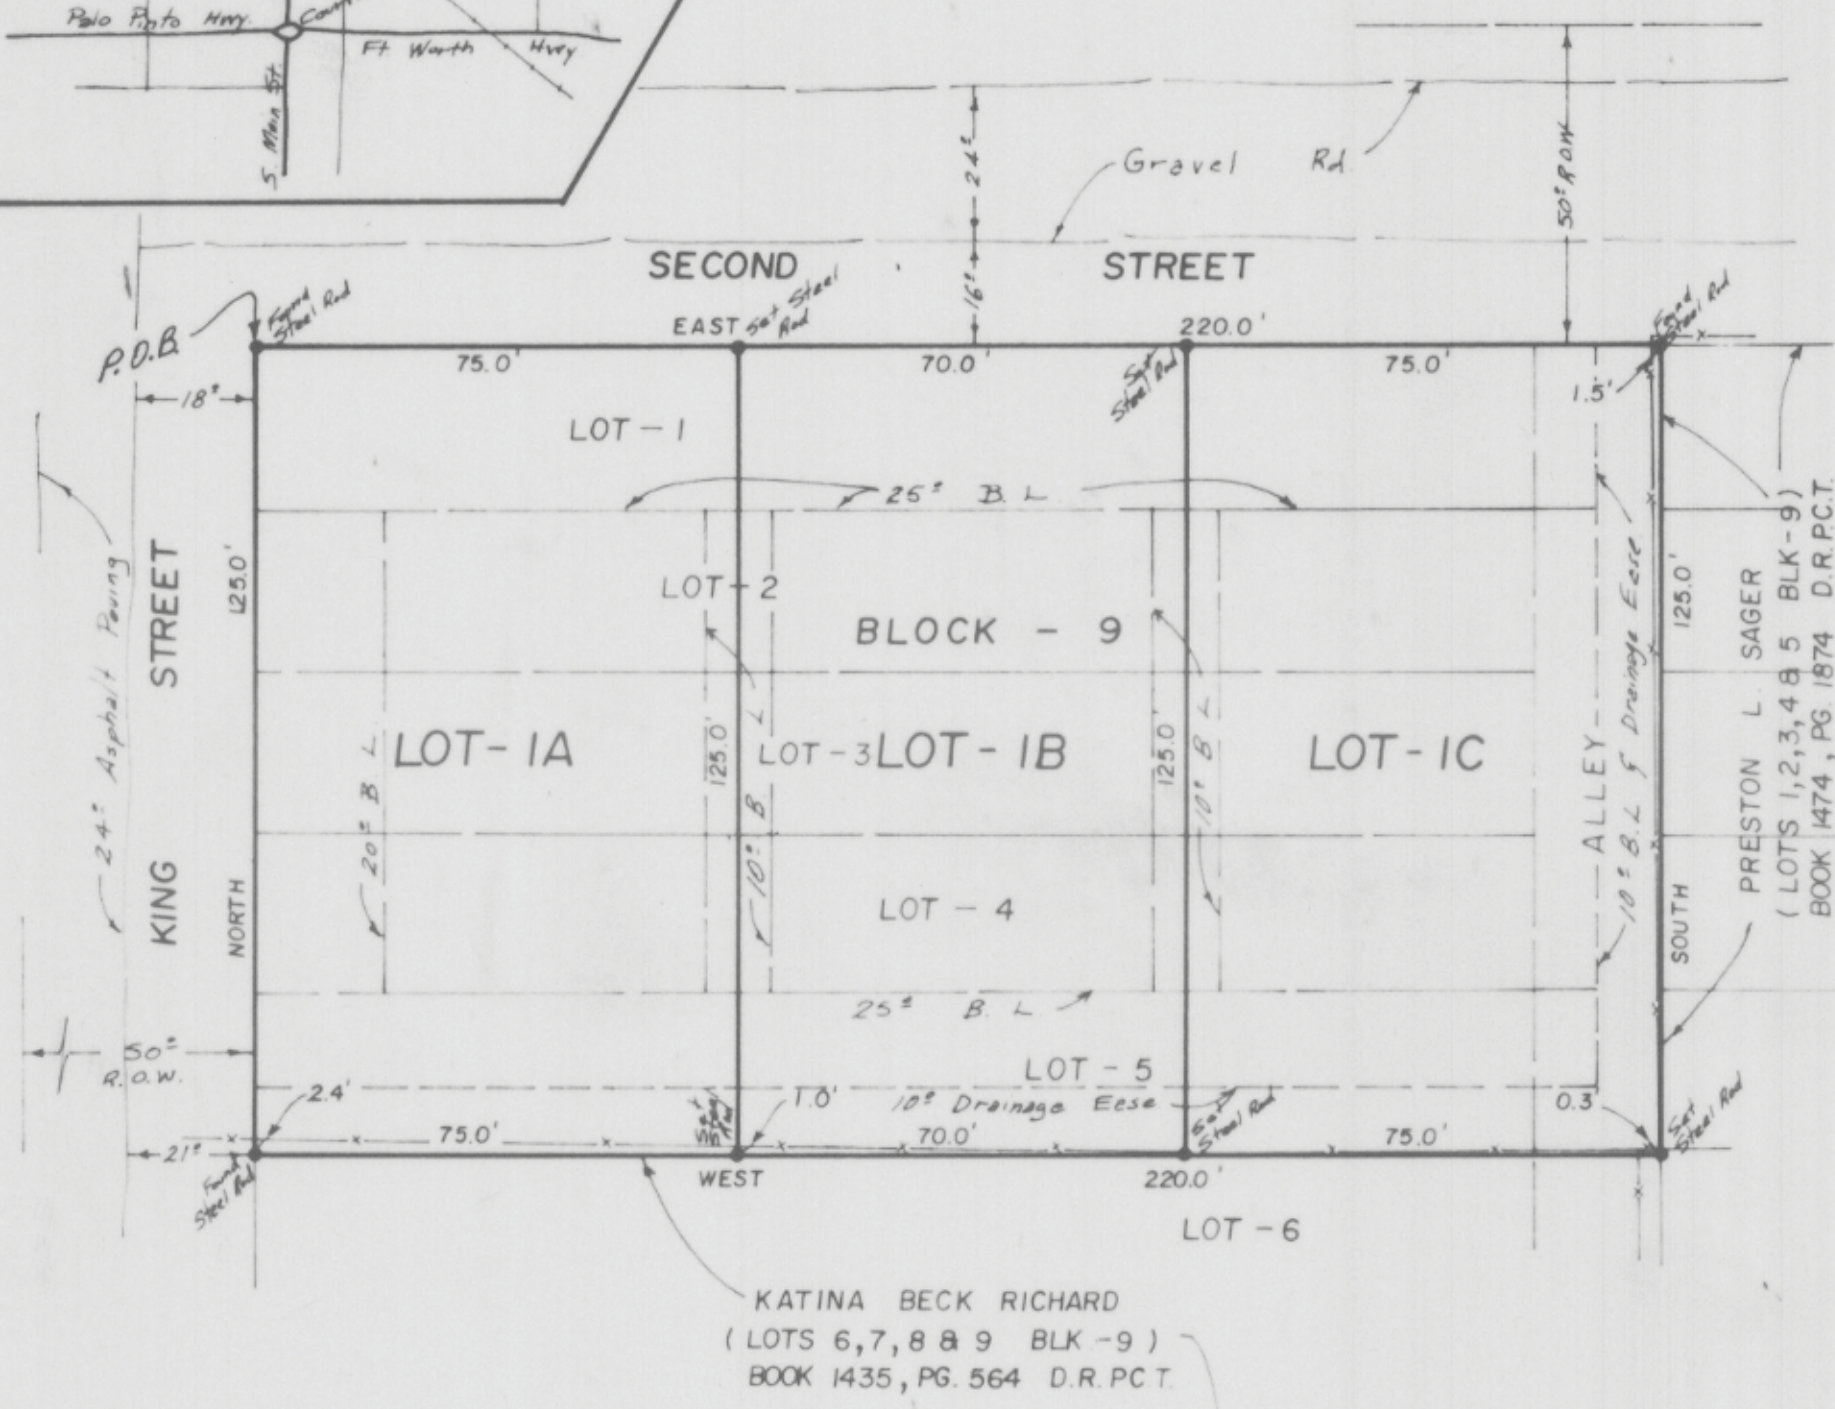 Palo Pinto Hwy.
Ft Worth Hwy
S. Main St.
24±
Gravel Rd
50± R.O.W
SECOND STREET
16±
P.O.B.
Found Steel Rod
EAST
Set Steel Rod
220.0'
Found Steel Rod
75.0'
70.0'
75.0'
Set Steel Rod
1.5'
18±
LOT - 1
25± B. L
KING STREET
24± Asphalt Paving
125.0'
NORTH
LOT - 2
BLOCK - 9
20± B L
LOT - 1A
125.0'
10± B L
LOT - 3
LOT - 1B
125.0'
10± B L
LOT - 1C
ALLEY
10± B.L & Drainage Ease
125.0'
SOUTH
PRESTON L. SAGER
(LOTS 1,2,3,4 & 5 BLK-9)
BOOK 1474, PG. 1874 D.R.P.C.T.
LOT - 4
25± B. L
50±
R.O.W.
LOT - 5
2.4'
1.0'
10± Drainage Ease
0.3'
Set Steel Rod
Set Steel Rod
Set Steel Rod
21±
75.0'
70.0'
75.0'
Found Steel Rod
WEST
220.0'
LOT - 6
KATINA BECK RICHARD
(LOTS 6,7,8 & 9 BLK-9)
BOOK 1435, PG. 564 D.R.P.C.T.